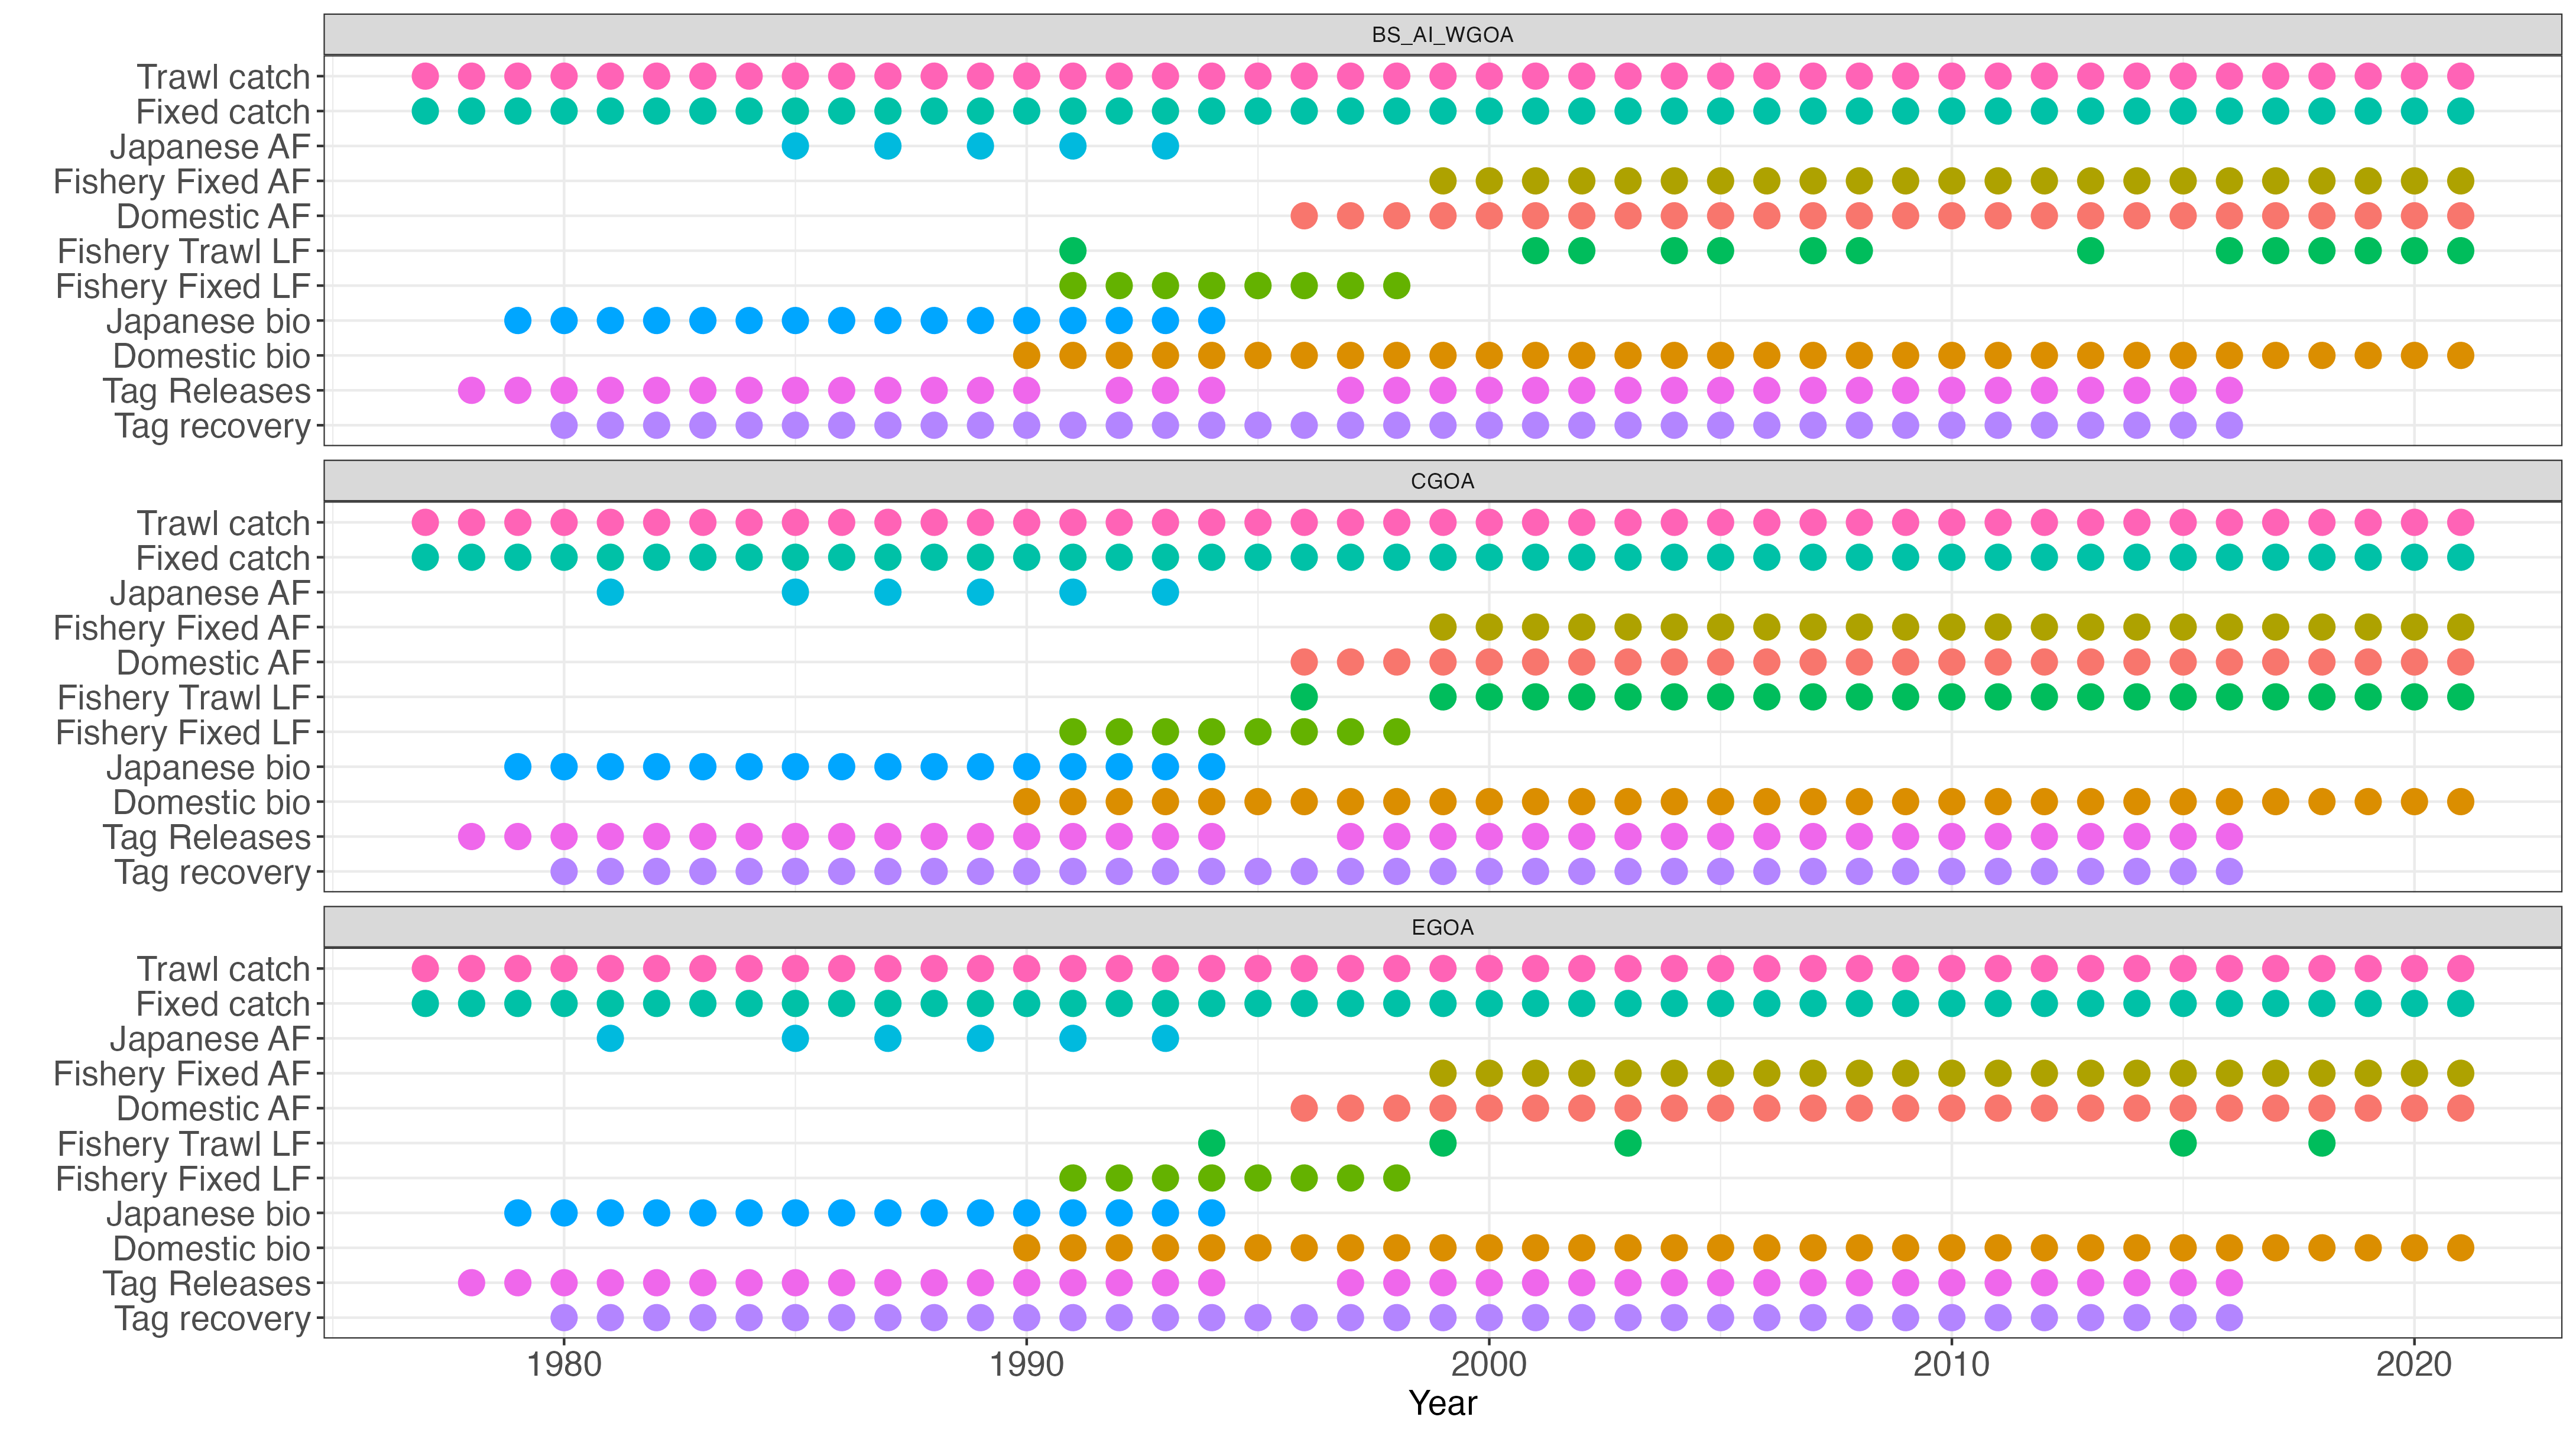 BS_AI_WGOA
Trawl catch
Fixed catch
Japanese AF
Fishery Fixed AF
Domestic AF
Fishery Trawl LF
Fishery Fixed LF
Japanese bio
Domestic bio
Tag Releases
Tag recovery
CGOA
Trawl catch
Fixed catch
Japanese AF
Fishery Fixed AF
Domestic AF
Fishery Trawl LF
Fishery Fixed LF
Japanese bio
Domestic bio
Tag Releases
Tag recovery
EGOA
Trawl catch
Fixed catch
Japanese AF
Fishery Fixed AF
Domestic AF
Fishery Trawl LF
Fishery Fixed LF
Japanese bio
Domestic bio
Tag Releases
Tag recovery
1980 1990 2000 2010 2020
Year